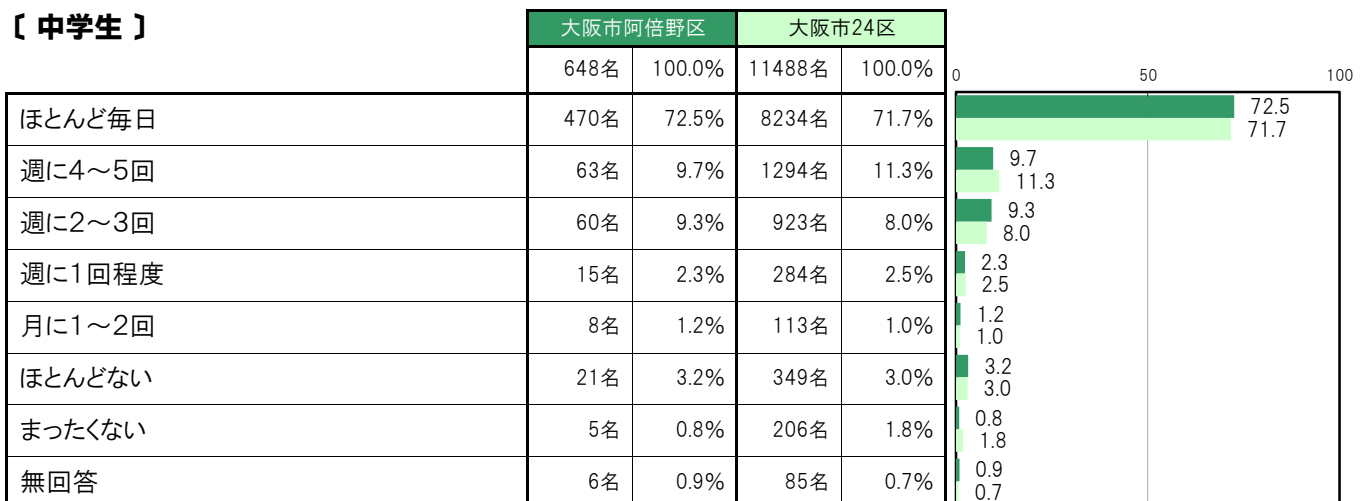 〔 中学生 〕
大阪市阿倍野区 大阪市24区
648名 100.0% 11488名 100.0%
0 50 100
ほとんど毎日 470名 72.5% 8234名 71.7%
72.5
71.7
週に4～5回 63名 9.7% 1294名 11.3%
9.7
11.3
週に2～3回 60名 9.3% 923名 8.0%
9.3
8.0
週に1回程度 15名 2.3% 284名 2.5%
2.3
2.5
月に1～2回 8名 1.2% 113名 1.0%
1.2
1.0
ほとんどない 21名 3.2% 349名 3.0%
3.2
3.0
まったくない 5名 0.8% 206名 1.8%
0.8
1.8
無回答 6名 0.9% 85名 0.7%
0.9
0.7